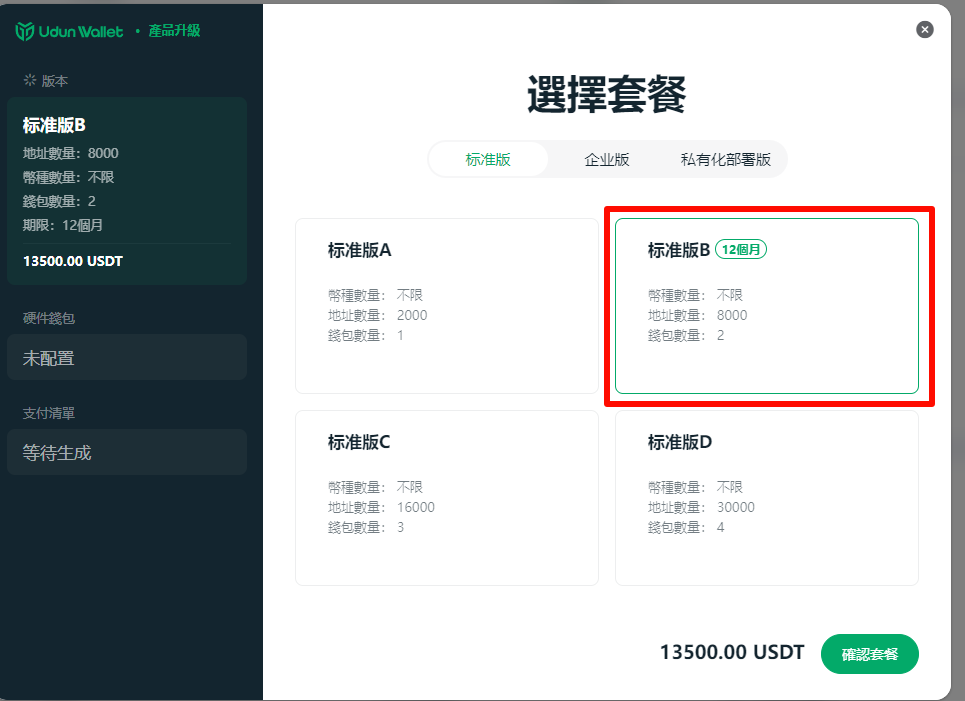 Udun Wallet · 產品升級
版本
标准版B
地址數量：8000
幣種數量：不限
錢包數量：2
期限：12個月
13500.00 USDT
硬件錢包
未配置
支付清單
等待生成
選擇套餐
标准版 企业版 私有化部署版
标准版A
幣種數量： 不限
地址數量： 2000
錢包數量： 1
标准版B 12個月
幣種數量： 不限
地址數量： 8000
錢包數量： 2
标准版C
幣種數量： 不限
地址數量： 16000
錢包數量： 3
标准版D
幣種數量： 不限
地址數量： 30000
錢包數量： 4
13500.00 USDT 確認套餐